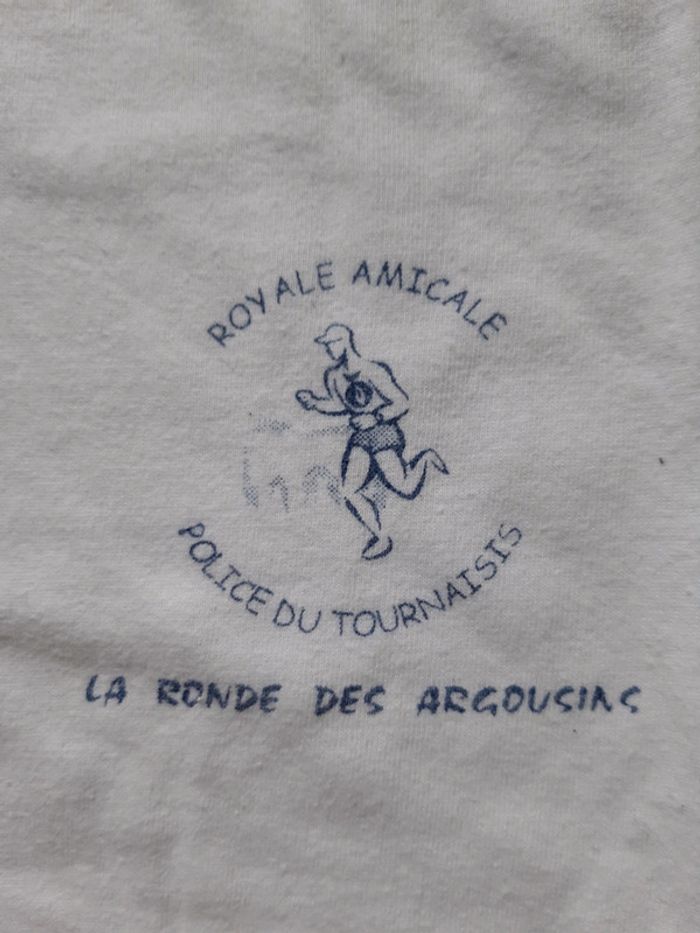 ROYALE AMICALE
POLICE DU TOURNAISIS
LA RONDE DES ARGOUSINS